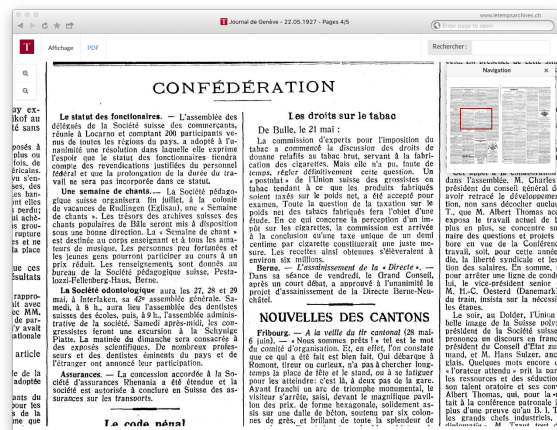 www.letempsarchives.ch
Journal de Genève - 22.05.1927 - Pages 4/5
Enter page to open
T
Affichage
PDF
Rechercher :
Navigation
CONFÉDÉRATION
Le statut des fonctionnaires. — L'assemblée des
délégués de la Société suisse des commerçants,
réunie à Locarno et comptant 200 participants ve-
nus de toutes les régions du pays, a adopté à l'u-
nanimité une résolution dans laquelle elle exprime
l'espoir que le statut des fonctionnaires tiendra
compte des revendications justifiées du personnel
fédéral et que la prolongation de la durée du tra-
vail ne sera pas incorporée dans ce statut.
Une semaine de chants. — La Société pédago-
gique suisse organisera fin juillet, à la colonie
de vacances de Rudlingen (Eglisau), une « Semaine
de chants ». Les trésors des archives suisses des
chants populaires de Bâle seront mis à disposition
sous une bonne direction. La « Semaine de chant »
est destinée au corps enseignant et à tous les ama-
teurs de musique. Les personnes peu fortunées et
les jeunes gens pourront participer au cours à un
prix réduit. Les renseignements sont donnés au
bureau de la Société pédagogique suisse, Pesta-
lozzi-Fellenberg-Haus, Berne.
La Société odontologique aura les 27, 28 et 29
mai, à Interlaken, sa 42e assemblée générale. Sa-
medi, à 8 h., aura lieu l'assemblée des dentistes
suisses des écoles, puis, à 9 h., l'assemblée adminis-
trative de la société. Samedi après-midi, les con-
gressistes feront une excursion à la Schynige
Platte. La matinée du dimanche sera consacrée à
des exposés scientifiques. De nombreux profes-
seurs et des dentistes éminents du pays et de
l'étranger ont annoncé leur participation.
Assurances. — La concession accordée à la So-
ciété d'assurances Rhenania a été étendue et la
société est autorisée à conclure en Suisse des as-
surances sur les transports.
Le code pénal
Les droits sur le tabac
De Bulle, le 21 mai :
La commission d'experts pour l'imposition du
tabac a commencé la discussion des droits de
douane relatifs au tabac brut, servant à la fabri-
cation des cigarettes. Mais elle n'a pu, faute de
temps, régler définitivement cette question. Un
« postulat » de l'Union suisse des grossistes en
tabac tendant à ce que les produits fabriqués
soient taxés sur le poids net, a été accepté pour
examen. Toute la question de la taxation sur le
poids net des tabacs fabriqués fera l'objet d'une
étude. En ce qui concerne la perception d'un im-
pôt sur les cigarettes, la commission est arrivée
à la conclusion qu'une taxe unique de un demi
centime par cigarette constituerait une juste me-
sure. Les recettes ainsi obtenues s'élèveraient à
environ six millions.
Berne. — L'assainissement de la « Directe ». —
Dans sa séance de vendredi, le Grand Conseil,
après un court débat, a approuvé à l'unanimité le
projet d'assainissement de la Directe Berne-Neu-
châtel.
NOUVELLES DES CANTONS
Fribourg. — A la veille du tir cantonal (28 mai-
6 juin). — « Nous sommes prêts ! » tel est le mot
du comité d'organisation. Et, en effet, l'on constate
que ce qui a été fait est bien fait. Qui débarque à
Romont, tireur ou curieux, n'a pas à chercher long-
temps la place de fête et le stand, ou à se fatiguer
pour les atteindre: c'est là, à deux pas de la gare.
Ayant franchi un arc de triomphe monumental, le
visiteur s'arrête, saisi, devant le magnifique pavil-
lon des prix, de forme hexagonale, solidement as-
sis sur une dalle de béton, soutenu par six colon-
nes de grès, et brillant de toute la splendeur de
dans l'assemblée, M. Charles
président du conseil général d
avoir retracé le développemen
tion, non sans décocher quelqu
T., que M. Albert Thomas acc
exposa le travail actuel de l
plus en plus, se concentre su
naire des questions et projets
bore en vue de la Conférenc
travail, soit, pour cette année
die, la liberté syndicale et les
tion des salaires. En somme,
pour arrêter une ligne de cond
lui, le vice-président senior
M. H.-C. Oesterd (Danemark)
du train, insista sur la nécessi
les étans.
Le soir, au Dolder, l'Union
belle image de la Suisse polyg
président de la Société suisse
prononça un discours en franç
président du Conseil d'Etat zur
mand, et M. Hans Sulzer, anc
glais. Quelques mots encore
« l'orateur attendu » prit la par
les ressources et des séduction
son talent oratoire et ses conv
Albert Thomas, qui, pour la
tait à la conférence patronale i
plus d'une preuve qu'au B. I. T
les grands chefs industriels,